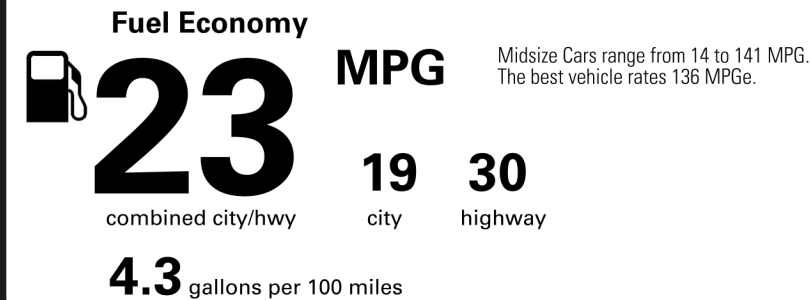 Fuel Economy
23 MPG
Midsize Cars range from 14 to 141 MPG.
The best vehicle rates 136 MPGe.
19 30
combined city/hwy city highway
4.3 gallons per 100 miles